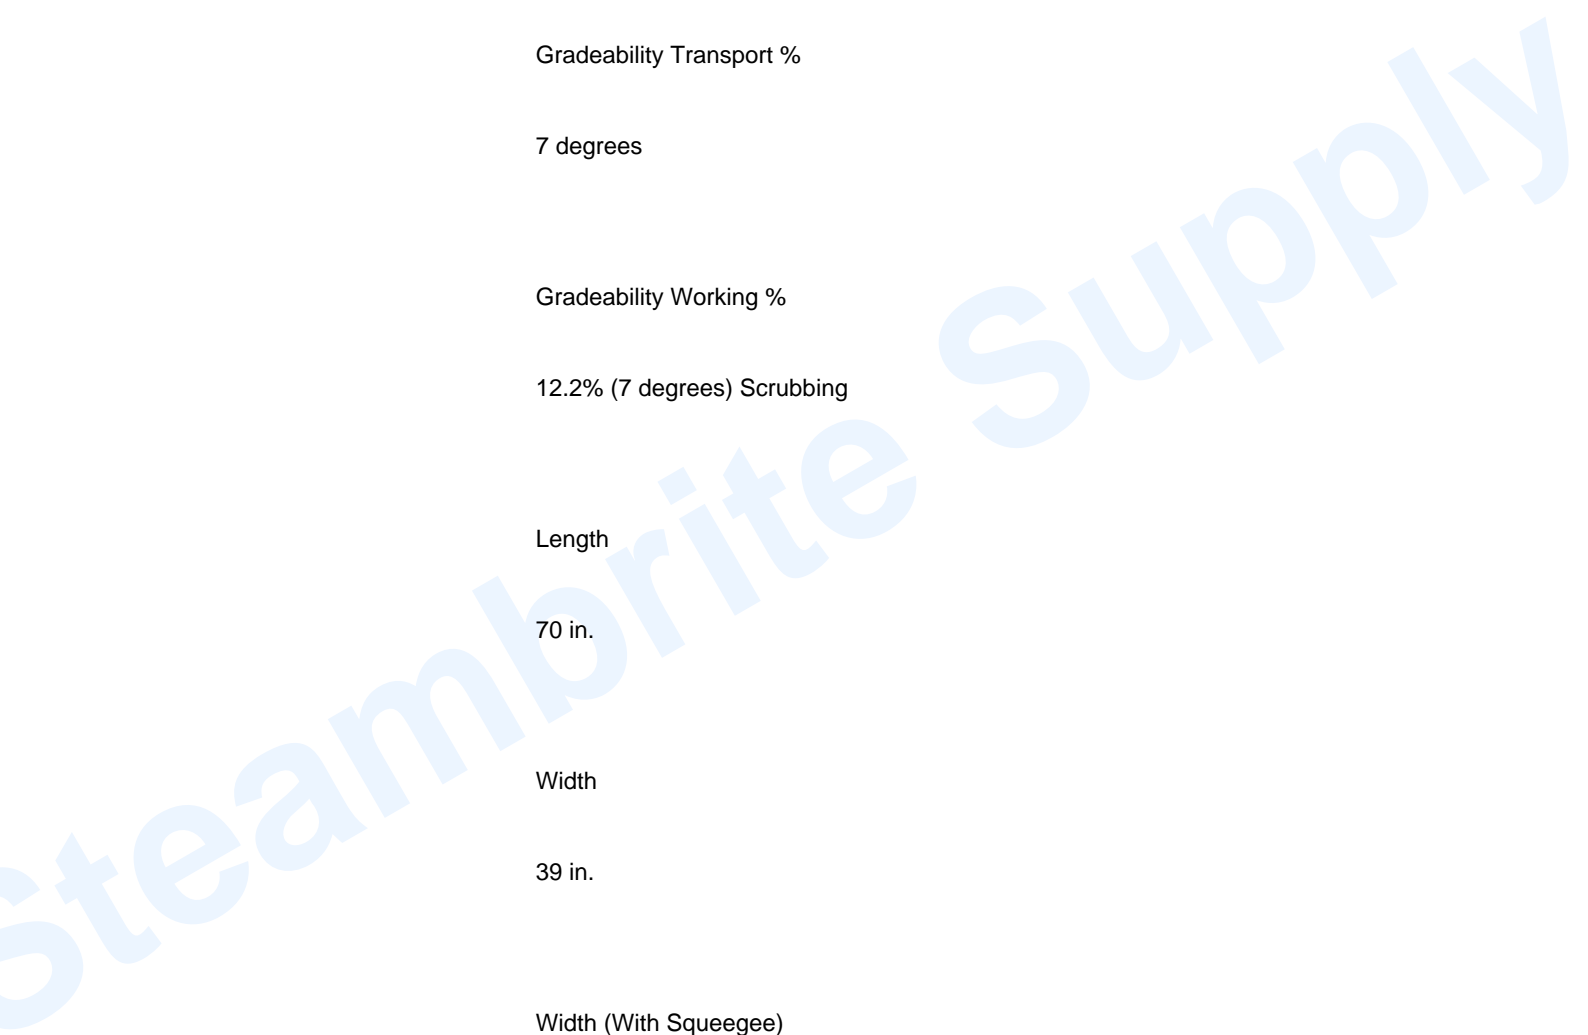 Gradeability Transport %
7 degrees
Gradeability Working %
12.2% (7 degrees) Scrubbing
Length
70 in.
Width
39 in.
Width (With Squeegee)
Steambrite Supply